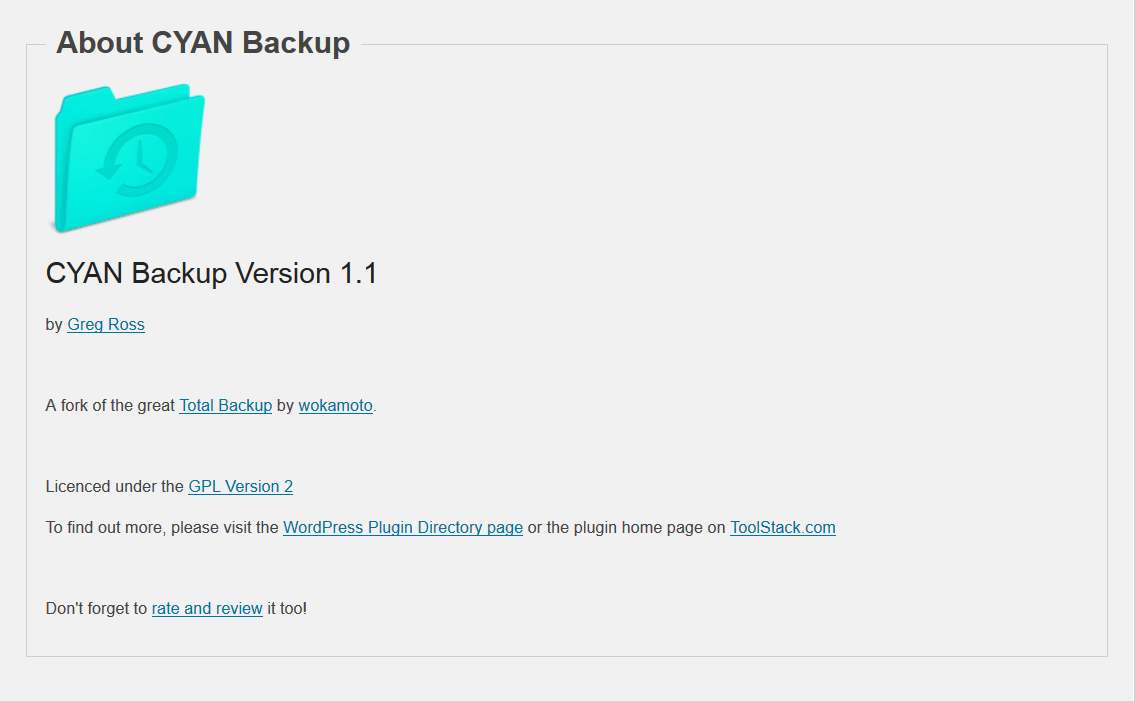 About CYAN Backup
CYAN Backup Version 1.1
by Greg Ross
A fork of the great Total Backup by wokamoto.
Licenced under the GPL Version 2
To find out more, please visit the WordPress Plugin Directory page or the plugin home page on ToolStack.com
Don't forget to rate and review it too!